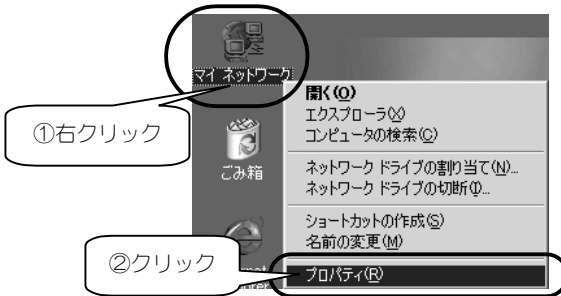 マイ ネットワーク
①右クリック
ごみ箱
開く(O)
エクスプローラ(X)
コンピュータの検索(C)
ネットワーク ドライブの割り当て(N)...
ネットワーク ドライブの切断(I)...
ショートカットの作成(S)
名前の変更(M)
②クリック
プロパティ(R)